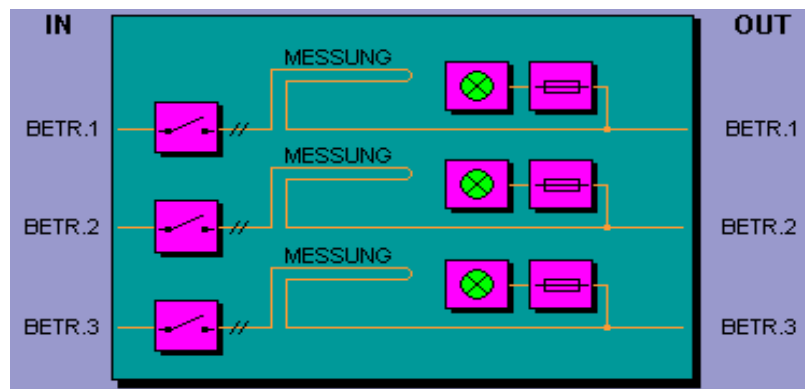 IN
OUT
MESSUNG
BETR.1
BETR.1
MESSUNG
BETR.2
BETR.2
MESSUNG
BETR.3
BETR.3